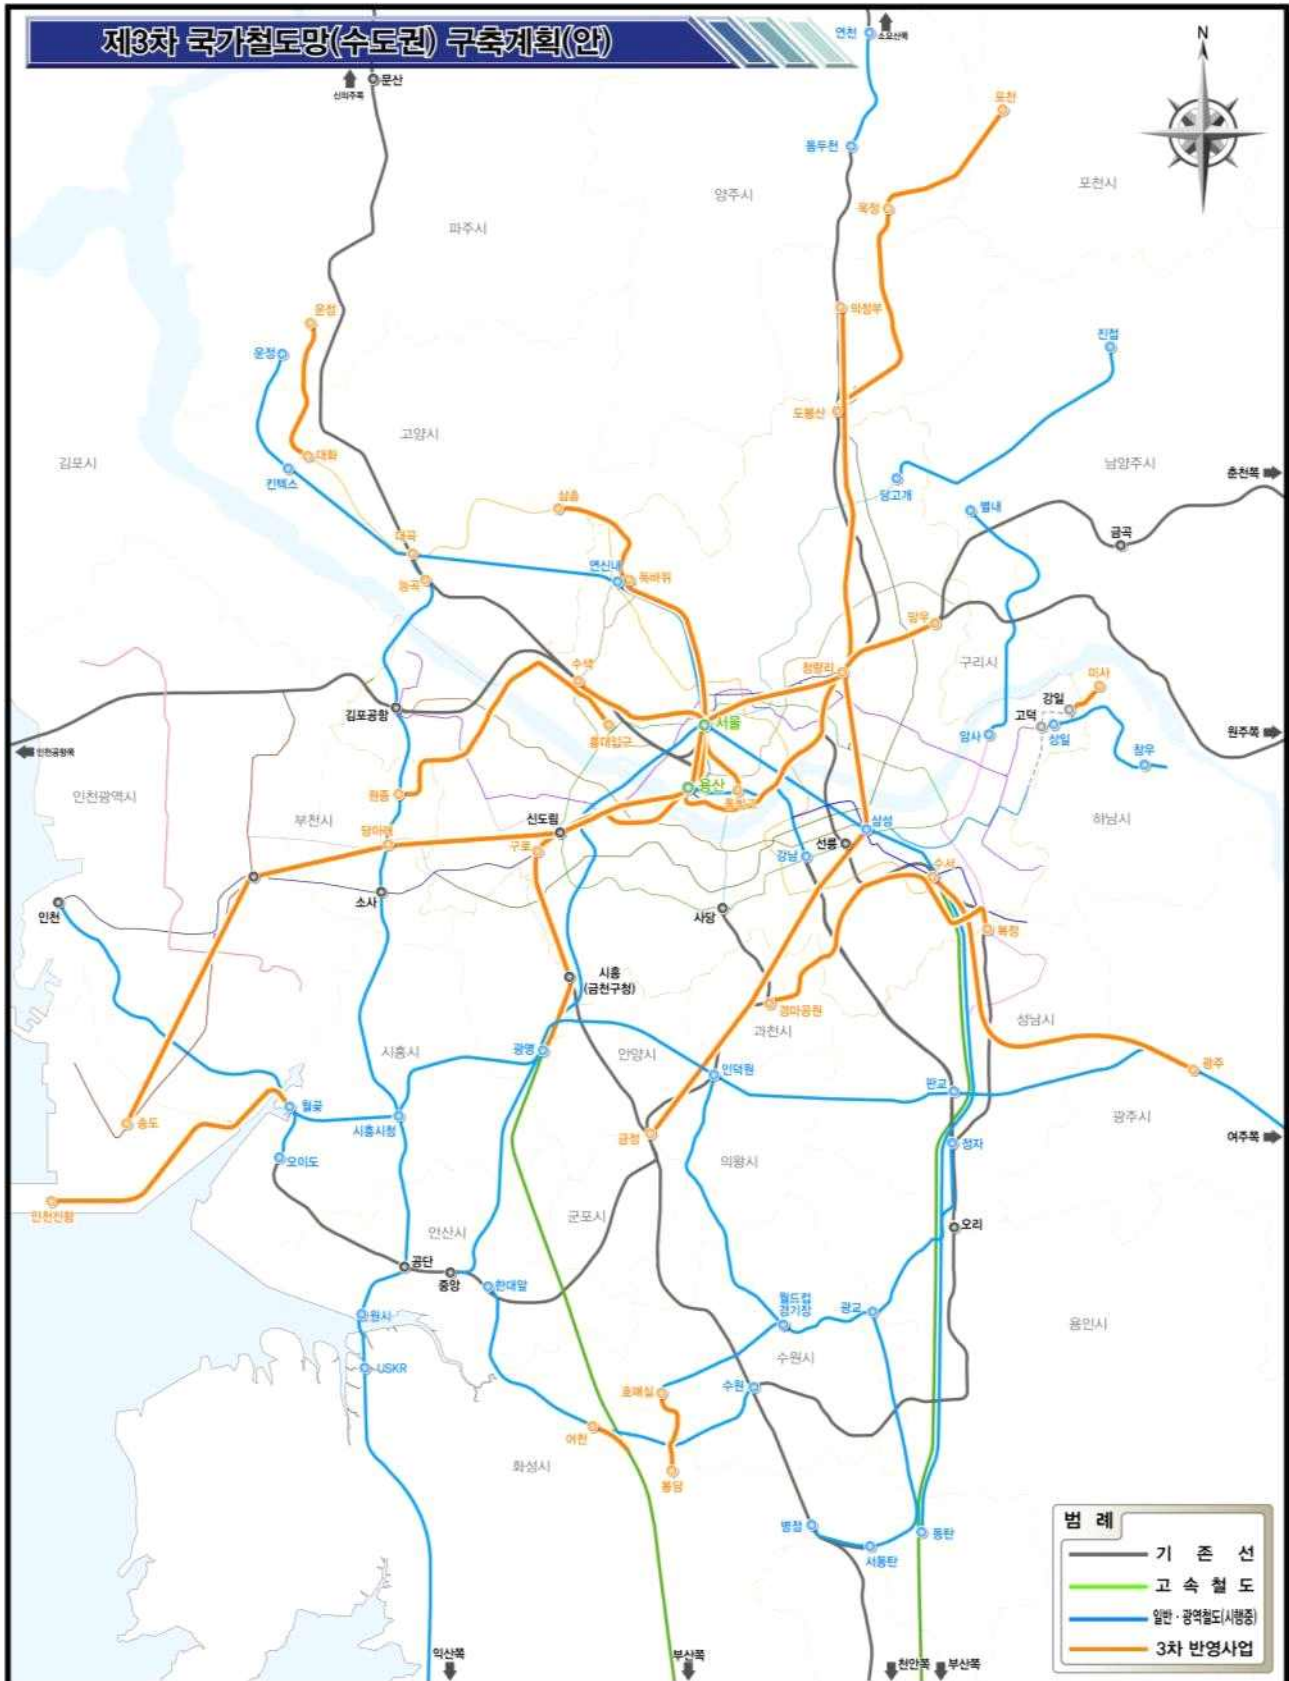 제3차 국가철도망(수도권) 구축계획(안)
연천
소요산쪽
N
신의주쪽
문산
포천
동두천
양주시
포천시
옥정
파주시
운정
의정부
운정
진접
도봉산
고양시
김포시
대화
킨텍스
남양주시
춘천쪽
당고개
삼송
별내
금곡
대곡
연신내
독바위
능곡
망우
구리시
수색
청량리
미사
강일
김포공항
서울
고덕
상일
홍대입구
암사
창우
원주쪽
인천공항쪽
인천광역시
원종
용산
부천시
신도림
삼성
하남시
당아래
구로
선릉
강남
수서
소사
인천
사당
복정
시흥
(금천구청)
경마공원
과천시
성남시
시흥시
광명
안양시
인덕원
광주
판교
월곶
송도
시흥시청
광주시
금정
정자
여주쪽
오이도
의왕시
인천신항
군포시
오리
안산시
공단
중앙
한대앞
원시
월드컵
경기장
광교
용인시
수원시
USKR
호매실
수원
어천
화성시
봉담
병점
동탄
서동탄
범 례
기 존 선
고 속 철 도
일반 · 광역철도(시행중)
3차 반영사업
익산쪽
부산쪽
천안쪽
부산쪽